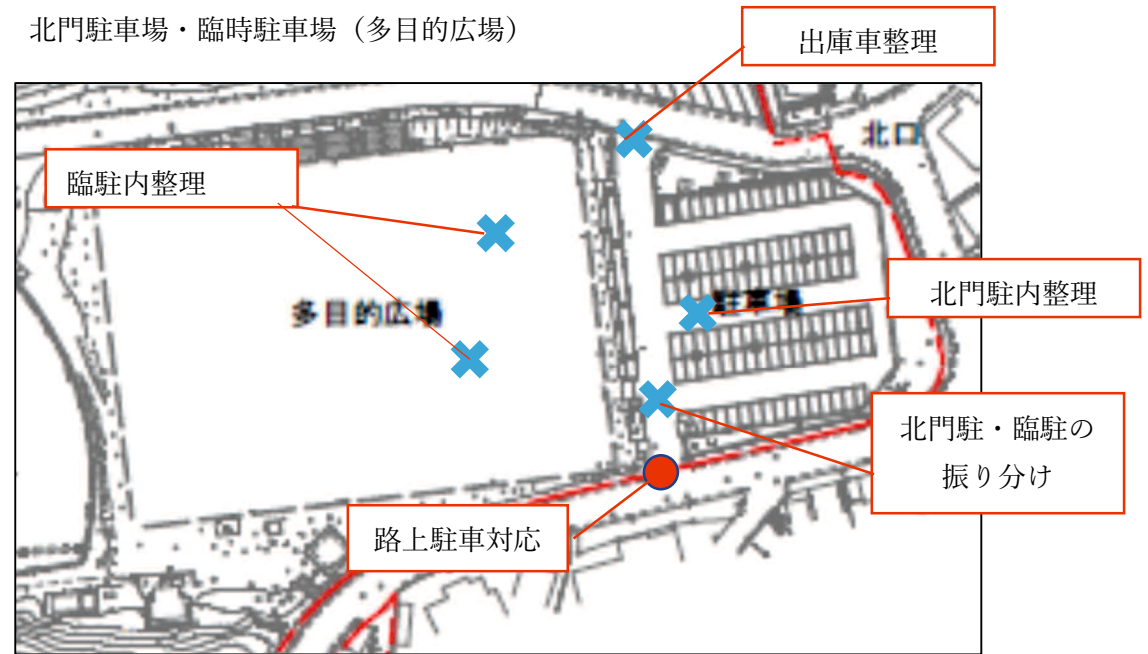 北門駐車場・臨時駐車場（多目的広場）
出庫車整理
北口
臨駐内整理
北門駐内整理
駐車場
多目的広場
北門駐・臨駐の
振り分け
路上駐車対応